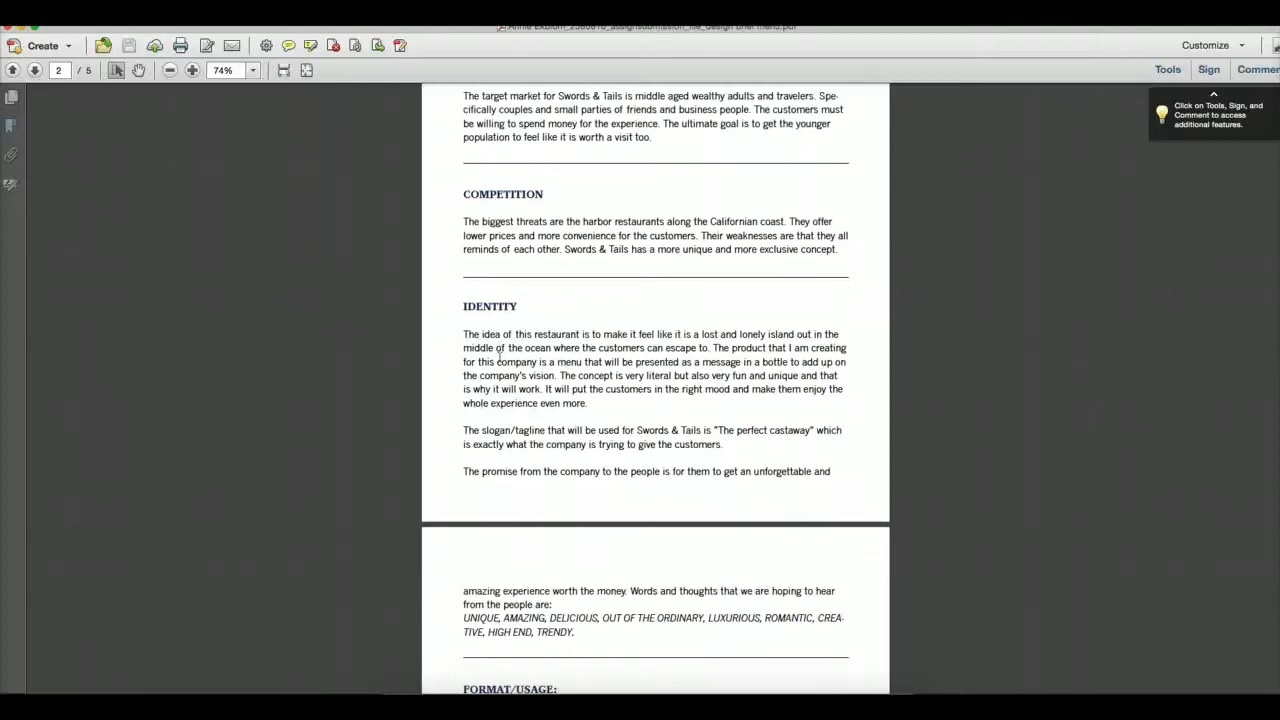 Create
Customize
2 / 5
74%
Tools
Sign
Commer
Click on Tools, Sign, and
Comment to access
additional features.
The target market for Swords & Tails is middle aged wealthy adults and travelers. Spe-
cifically couples and small parties of friends and business people. The customers must
be willing to spend money for the experience. The ultimate goal is to get the younger
population to feel like it is worth a visit too.
COMPETITION
The biggest threats are the harbor restaurants along the Californian coast. They offer
lower prices and more convenience for the customers. Their weaknesses are that they all
reminds of each other. Swords & Tails has a more unique and more exclusive concept.
IDENTITY
The idea of this restaurant is to make it feel like it is a lost and lonely island out in the
middle of the ocean where the customers can escape to. The product that I am creating
for this company is a menu that will be presented as a message in a bottle to add up on
the company's vision. The concept is very literal but also very fun and unique and that
is why it will work. It will put the customers in the right mood and make them enjoy the
whole experience even more.
The slogan/tagline that will be used for Swords & Tails is "The perfect castaway" which
is exactly what the company is trying to give the customers.
The promise from the company to the people is for them to get an unforgettable and
amazing experience worth the money. Words and thoughts that we are hoping to hear
from the people are:
UNIQUE, AMAZING, DELICIOUS, OUT OF THE ORDINARY, LUXURIOUS, ROMANTIC, CREA-
TIVE, HIGH END, TRENDY.
FORMAT/USAGE: